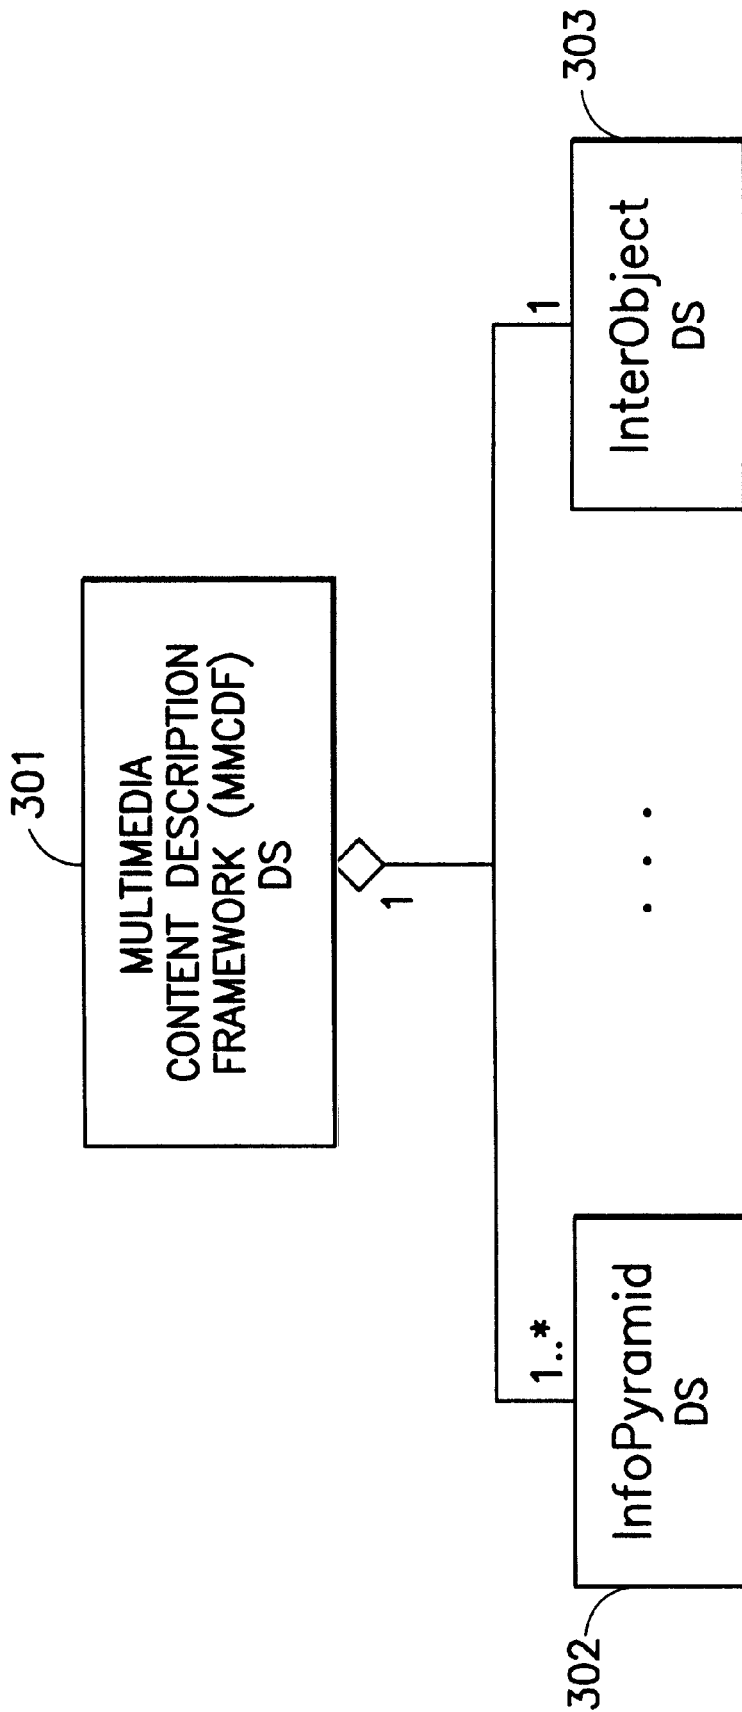 301
MULTIMEDIA
CONTENT DESCRIPTION
FRAMEWORK (MMCDF)
DS
1
1..*
1
302
InfoPyramid
DS
. . .
303
InterObject
DS